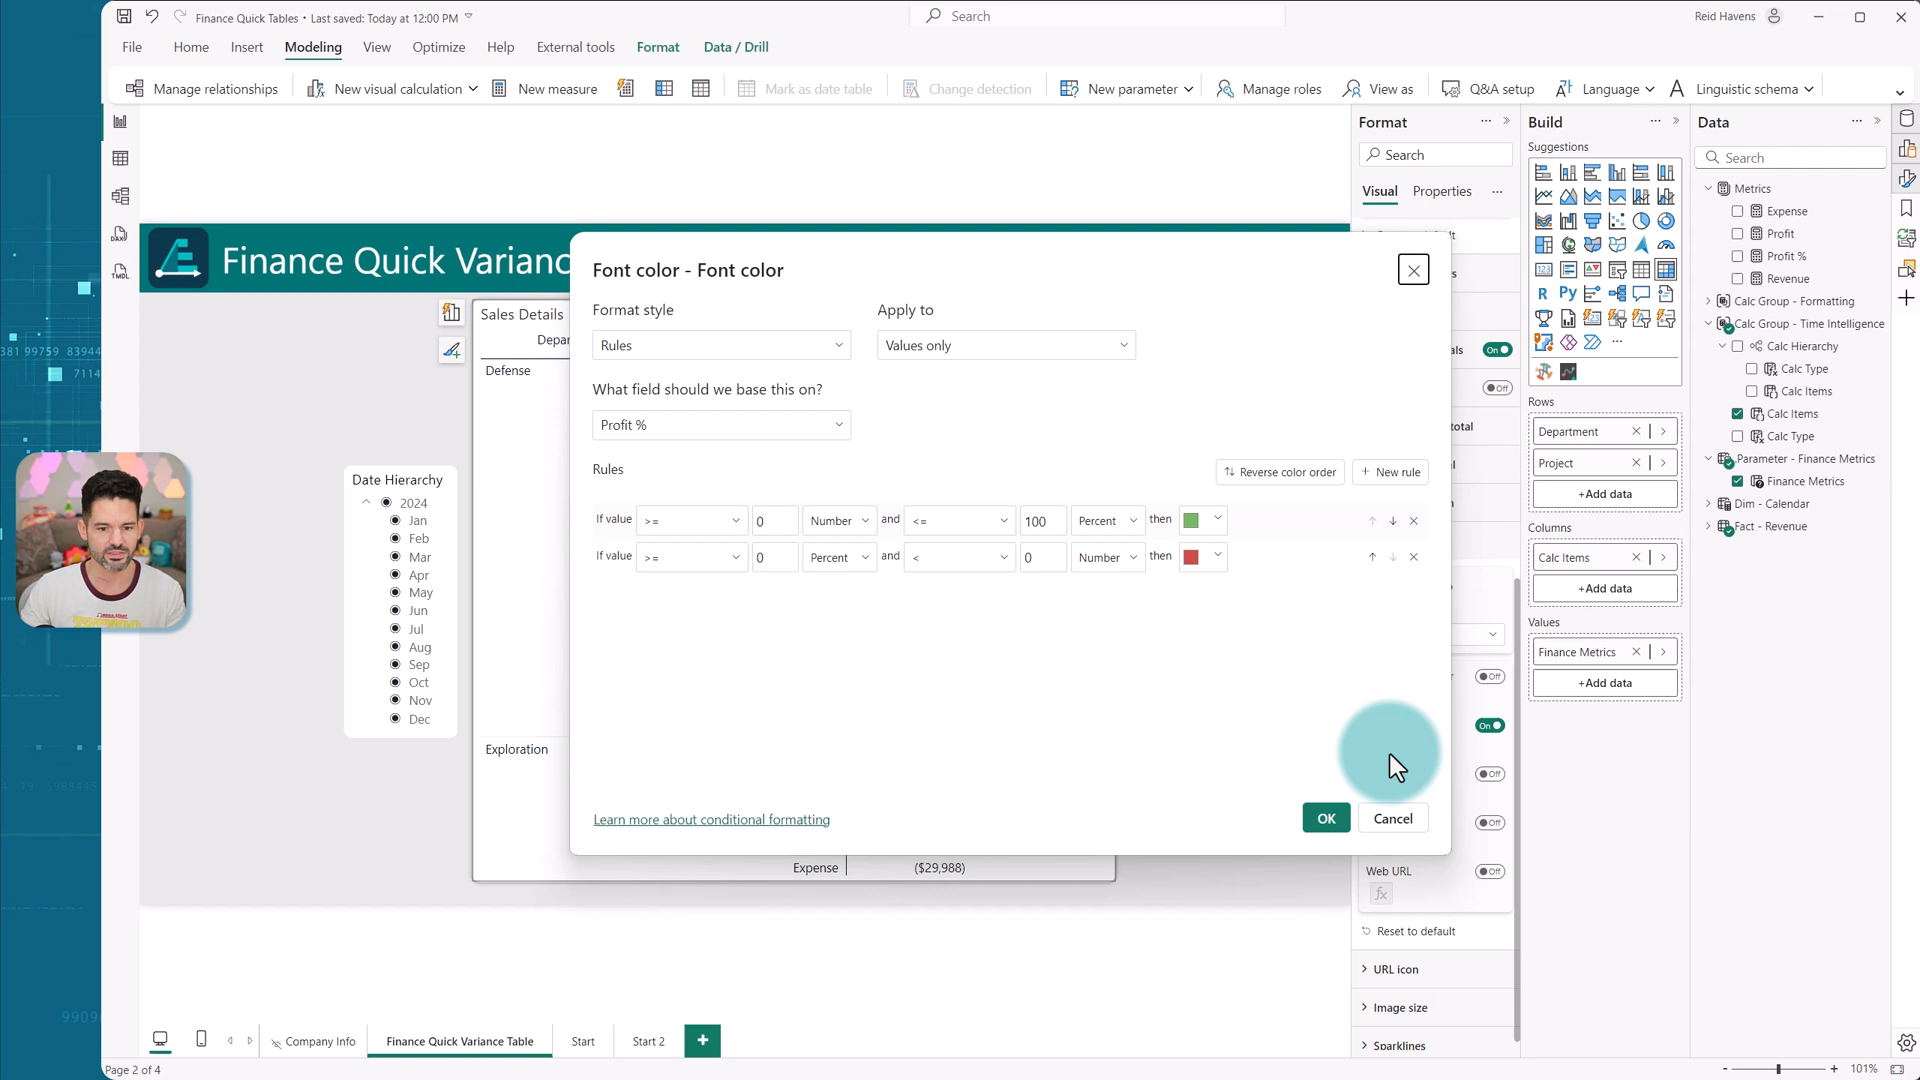 Finance Quick Tables • Last saved: Today at 12:00 PM
Search
Reid Havens
File
Home
Insert
Modeling
View
Optimize
Help
External tools
Format
Data / Drill
Manage relationships
New visual calculation
New measure
Mark as date table
Change detection
New parameter
Manage roles
View as
Q&A setup
Language
Linguistic schema
Finance Quick Varianc
Sales Details
Depar
Defense
Exploration
Expense
($29,988)
Date Hierarchy
2024
Jan
Feb
Mar
Apr
May
Jun
Jul
Aug
Sep
Oct
Nov
Dec
Font color - Font color
Format style
Apply to
Rules
Values only
What field should we base this on?
Profit %
Rules
Reverse color order
+ New rule
If value >= 0 Number and <= 100 Percent then
If value >= 0 Percent and < 0 Number then
Learn more about conditional formatting
OK
Cancel
Format
Search
Visual
Properties
On
Off
Off
On
Off
Off
Web URL
Off
Reset to default
URL icon
Image size
Sparklines
Build
Suggestions
Rows
Department
Project
+Add data
Columns
Calc Items
+Add data
Values
Finance Metrics
+Add data
Data
Search
Metrics
Expense
Profit
Profit %
Revenue
Calc Group - Formatting
Calc Group - Time Intelligence
Calc Hierarchy
Calc Type
Calc Items
Calc Items
Calc Type
.Parameter - Finance Metrics
Finance Metrics
Dim - Calendar
Fact - Revenue
Company Info
Finance Quick Variance Table
Start
Start 2
Page 2 of 4
101%